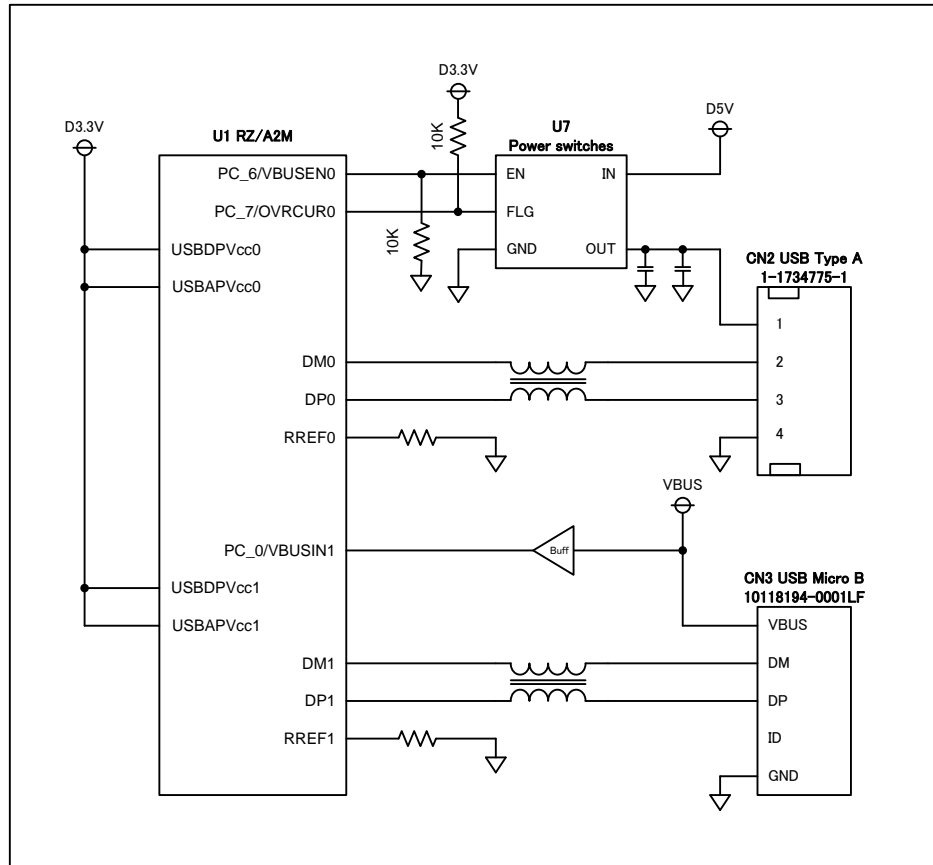 D3.3V
D5V
D3.3V
U1 RZ/A2M
10K
U7
Power switches
PC_6/VBUSEN0
EN
IN
PC_7/OVRCUR0
FLG
10K
USBDPVcc0
GND
OUT
CN2 USB Type A
1-1734775-1
USBAPVcc0
1
DM0
2
DP0
3
RREF0
4
VBUS
PC_0/VBUSIN1
Buff
CN3 USB Micro B
10118194-0001LF
USBDPVcc1
USBAPVcc1
VBUS
DM1
DM
DP1
DP
RREF1
ID
GND